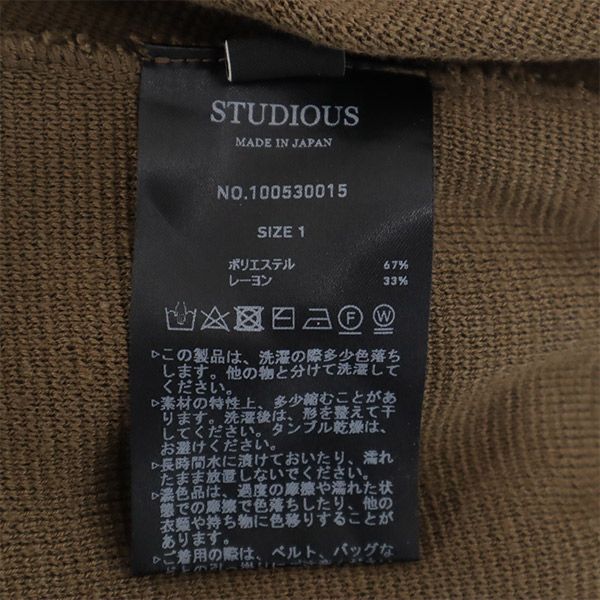 STUDIOUS
MADE IN JAPAN
NO.100530015
SIZE 1
ポリエステル 67%
レーヨン 33%
F W
▷この製品は、洗濯の際多少色落ち
します。他の物と分けて洗濯して
ください。
▷素材の特性上、多少縮むことがあ
ります。洗濯後は、形を整えて干
してください。タンブル乾燥は、
お避けください。
▷長時間水に漬けておいたり、濡れ
たまま放置しないでください。
▷濃色品は、過度の摩擦や濡れた状
態での摩擦で色落ちしたり、他の
衣類や持ち物に色移りすることが
あります。
▷ご着用の際は、ベルト、バッグな